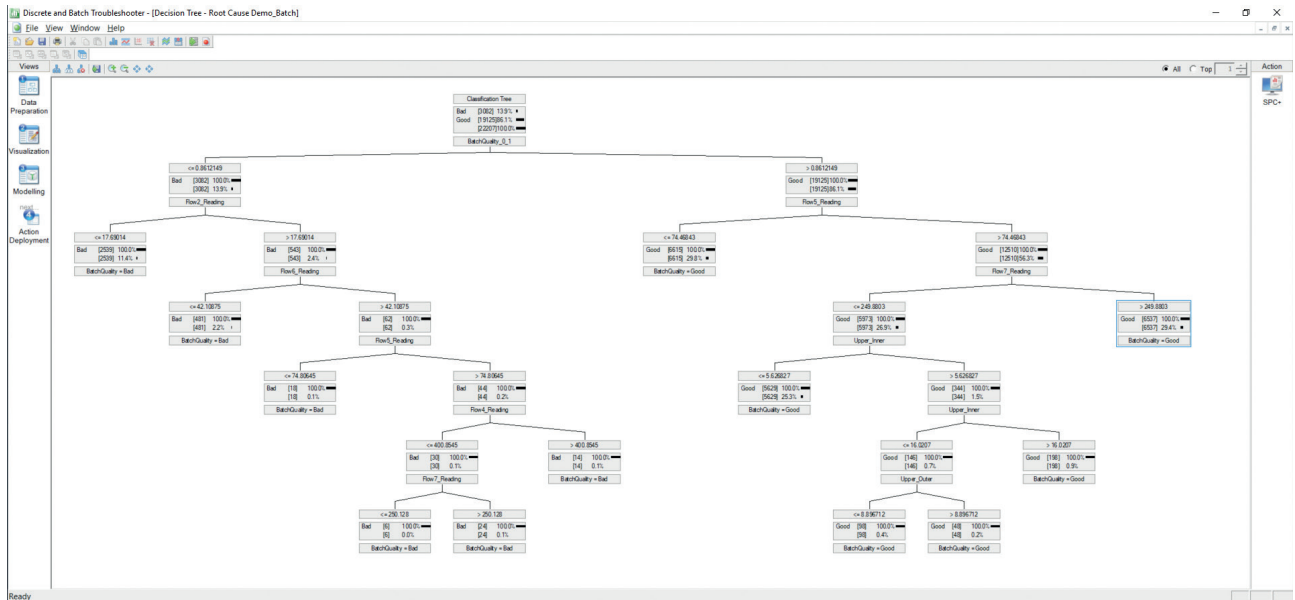 Discrete and Batch Troubleshooter - [Decision Tree - Root Cause Demo_Batch]
File View Window Help
Views
All Top 1
Action
Data
Preparation
Visualization
Modelling
next
Action
Deployment
SPC+
Classification Tree
Bad [3082] 13.9%
Good [19125] 86.1%
[22207] 100.0%
BatchQuality_0_1
<= 0.8612149
Bad [3082] 100.0%
[3082] 13.9%
Flow2_Reading
> 0.8612149
Good [19125] 100.0%
[19125] 86.1%
Flow5_Reading
<= 17.69014
Bad [2539] 100.0%
[2539] 11.4%
BatchQuality = Bad
> 17.69014
Bad [543] 100.0%
[543] 2.4%
Flow6_Reading
<= 74.46843
Good [6615] 100.0%
[6615] 29.8%
BatchQuality = Good
> 74.46843
Good [12510] 100.0%
[12510] 56.3%
Flow7_Reading
<= 42.10875
Bad [481] 100.0%
[481] 2.2%
BatchQuality = Bad
> 42.10875
Bad [62] 100.0%
[62] 0.3%
Flow5_Reading
<= 249.8803
Good [5973] 100.0%
[5973] 26.9%
Upper_Inner
> 249.8803
Good [6537] 100.0%
[6537] 29.4%
BatchQuality = Good
<= 74.80645
Bad [18] 100.0%
[18] 0.1%
BatchQuality = Bad
> 74.80645
Bad [44] 100.0%
[44] 0.2%
Flow4_Reading
<= 5.626827
Good [5629] 100.0%
[5629] 25.3%
BatchQuality = Good
> 5.626827
Good [344] 100.0%
[344] 1.5%
Upper_Inner
<= 400.8545
Bad [30] 100.0%
[30] 0.1%
Flow7_Reading
> 400.8545
Bad [14] 100.0%
[14] 0.1%
BatchQuality = Bad
<= 16.0207
Good [146] 100.0%
[146] 0.7%
Upper_Outer
> 16.0207
Good [198] 100.0%
[198] 0.9%
BatchQuality = Good
<= 250.128
Bad [6] 100.0%
[6] 0.0%
BatchQuality = Bad
> 250.128
Bad [24] 100.0%
[24] 0.1%
BatchQuality = Bad
<= 8.896712
Good [98] 100.0%
[98] 0.4%
BatchQuality = Good
> 8.896712
Good [48] 100.0%
[48] 0.2%
BatchQuality = Good
Ready